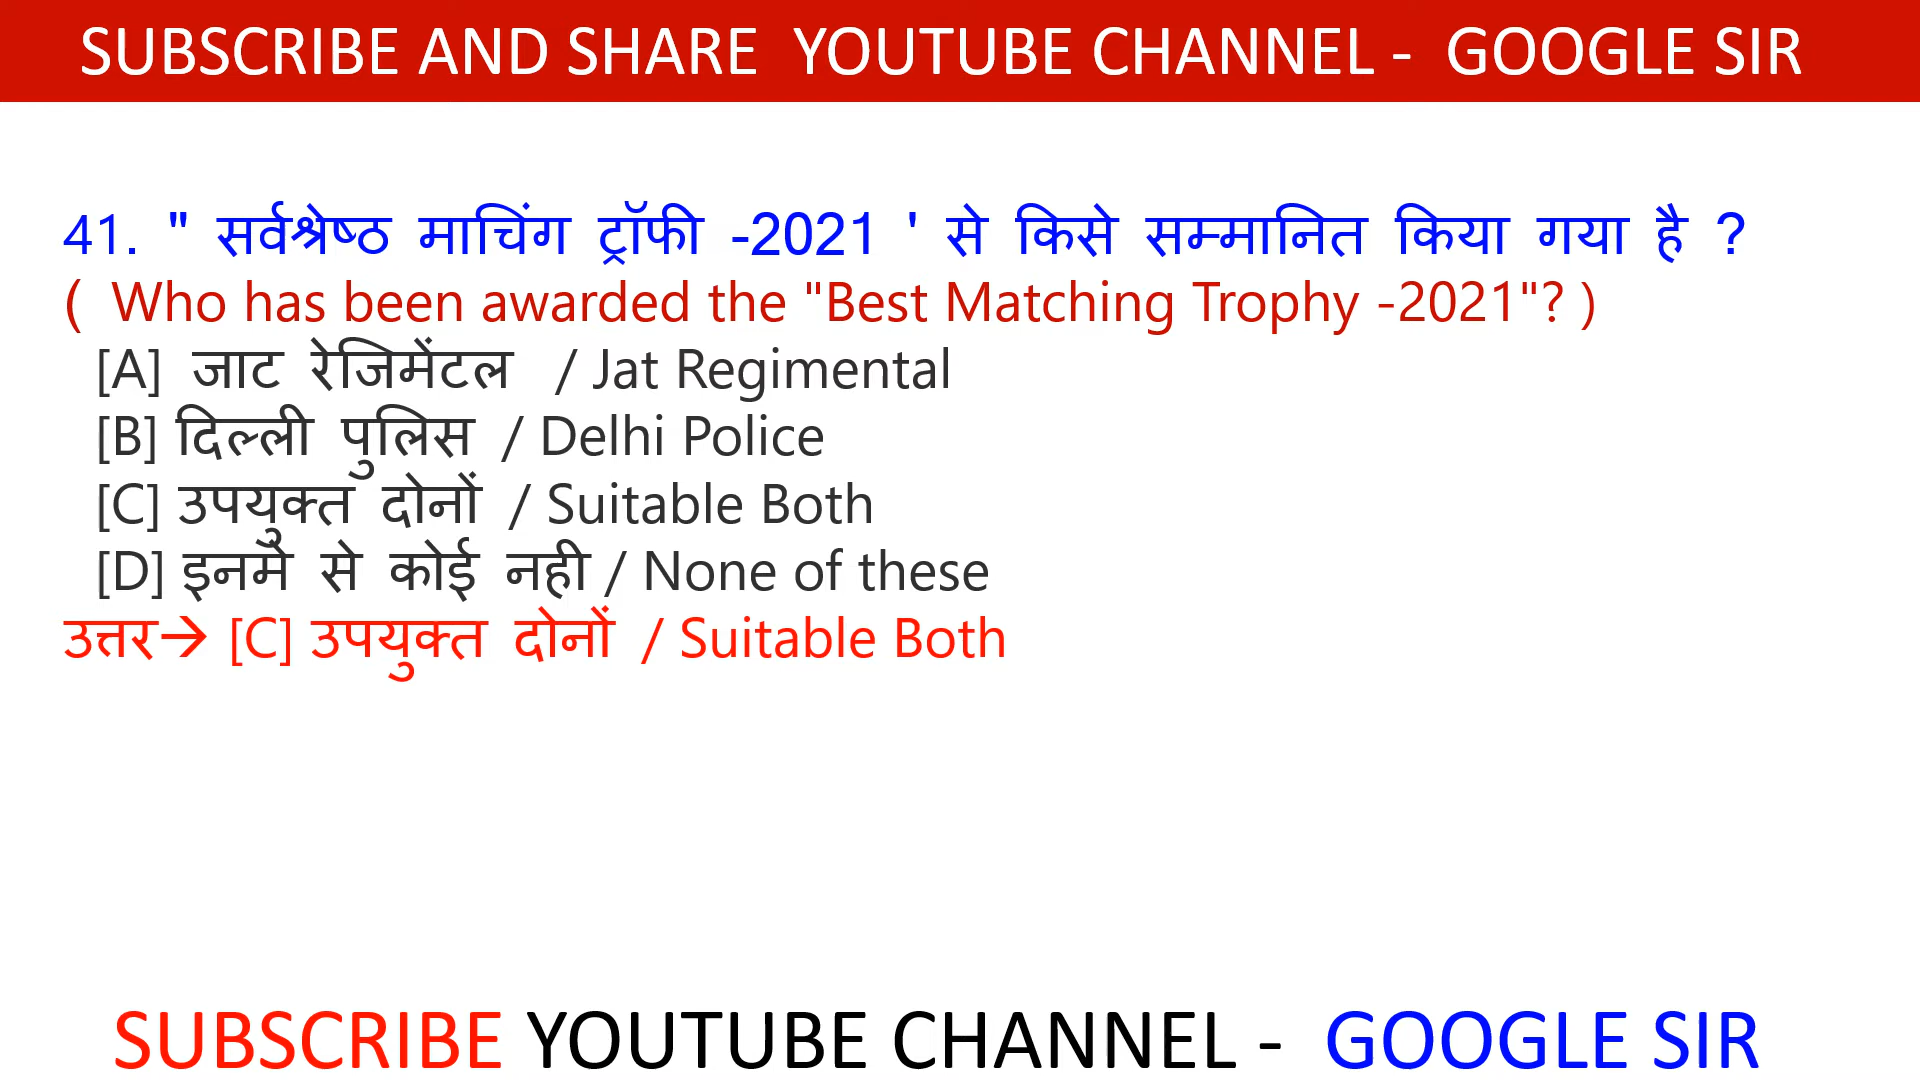 SUBSCRIBE AND SHARE YOUTUBE CHANNEL - GOOGLE SIR
41. " सर्वश्रेष्ठ माचिंग ट्रॉफी -2021 ' से किसे सम्मानित किया गया है ?
( Who has been awarded the "Best Matching Trophy -2021"? )
[A] जाट रेजिमेंटल / Jat Regimental
[B] दिल्ली पुलिस / Delhi Police
[C] उपयुक्त दोनों / Suitable Both
[D] इनमे से कोई नही / None of these
उत्तर→ [C] उपयुक्त दोनों / Suitable Both
SUBSCRIBE YOUTUBE CHANNEL - GOOGLE SIR